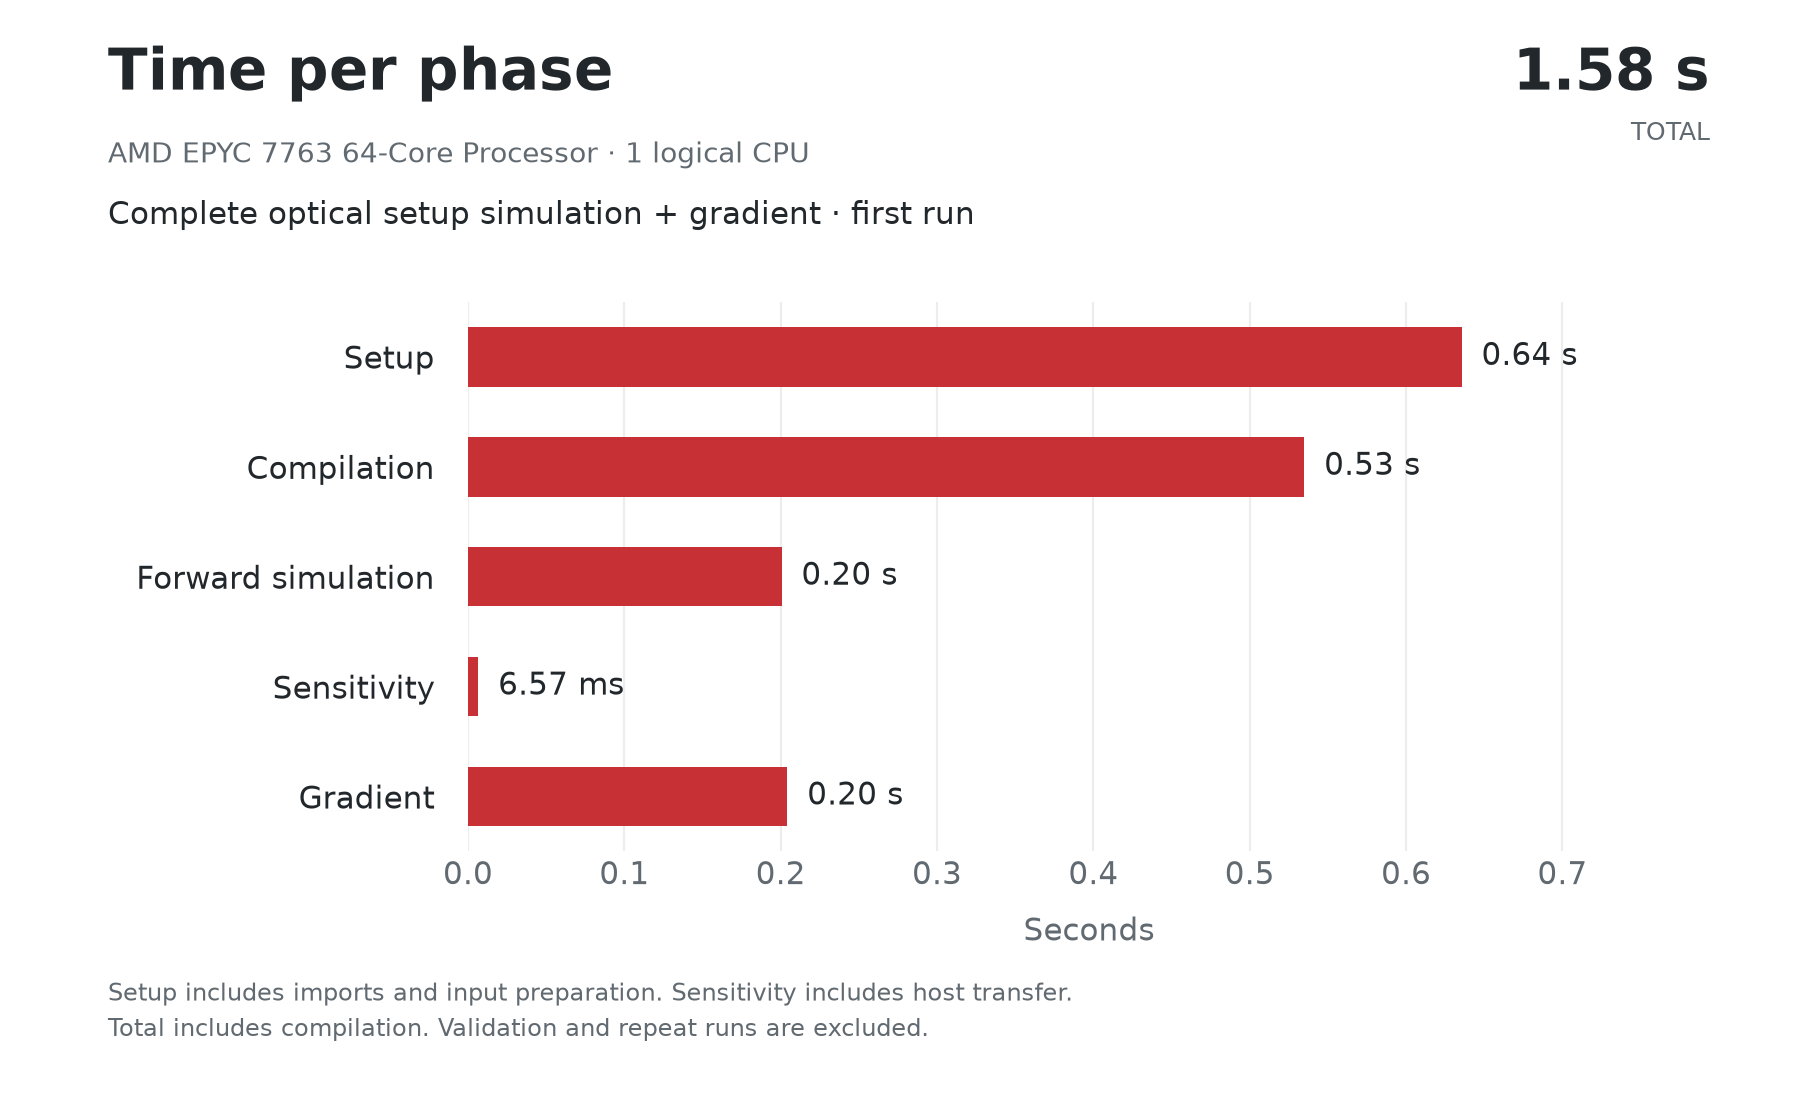 Time per phase
1.58 s
TOTAL
AMD EPYC 7763 64-Core Processor · 1 logical CPU
Complete optical setup simulation + gradient · first run
Setup
0.64 s
Compilation
0.53 s
Forward simulation
0.20 s
Sensitivity
6.57 ms
Gradient
0.20 s
0.0 0.1 0.2 0.3 0.4 0.5 0.6 0.7
Seconds
Setup includes imports and input preparation. Sensitivity includes host transfer.
Total includes compilation. Validation and repeat runs are excluded.